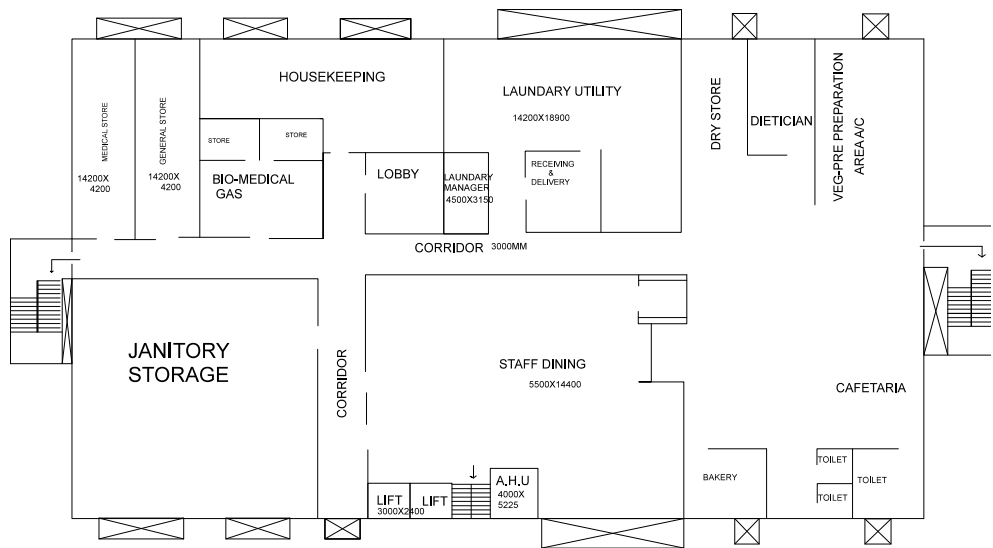 HOUSEKEEPING
LAUNDARY UTILITY
14200X18900
MEDICAL STORE
14200X
4200
GENERAL STORE
14200X
4200
STORE
STORE
BIO-MEDICAL
GAS
LOBBY
LAUNDARY
MANAGER
4500X3150
RECEIVING
&
DELIVERY
DRY STORE
DIETICIAN
VEG-PRE PREPARATION
AREA A/C
CORRIDOR 3000MM
JANITORY
STORAGE
CORRIDOR
STAFF DINING
5500X14400
CAFETARIA
LIFT
3000X2400
LIFT
A.H.U
4000X
5225
BAKERY
TOILET
TOILET
TOILET